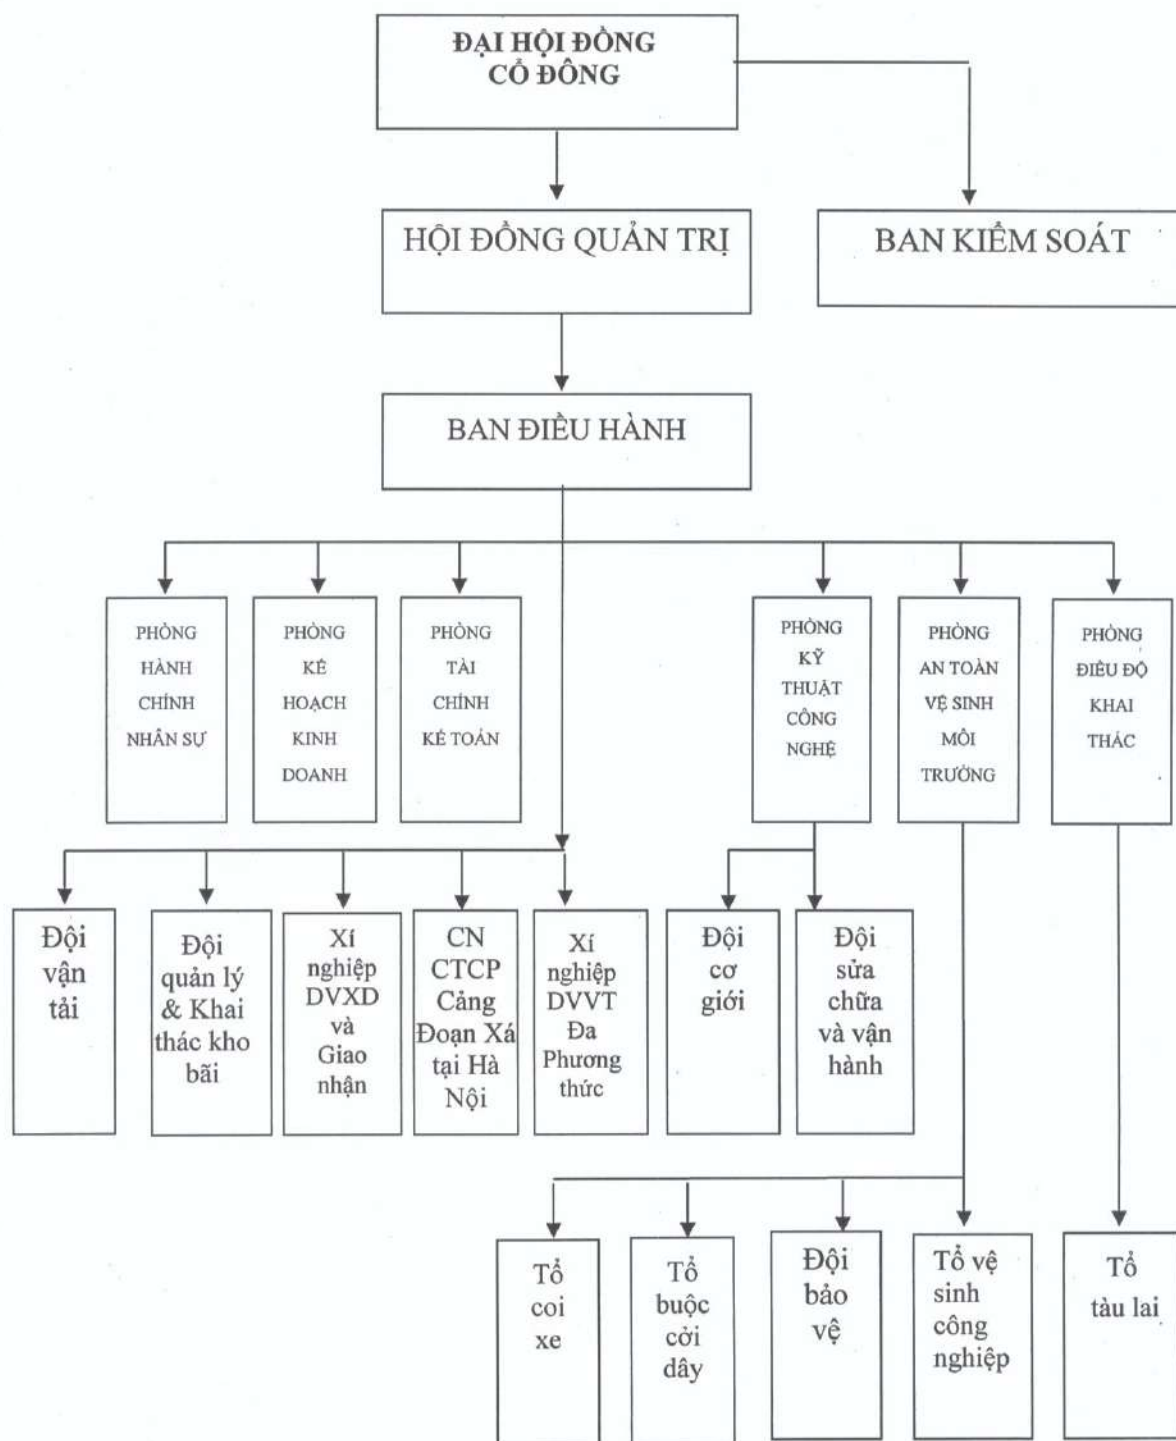 ĐẠI HỘI ĐỒNG
CỔ ĐÔNG
HỘI ĐỒNG QUẢN TRỊ
BAN KIỂM SOÁT
BAN ĐIỀU HÀNH
PHÒNG
HÀNH
CHÍNH
NHÂN SỰ
PHÒNG
KẾ
HOẠCH
KINH
DOANH
PHÒNG
TÀI
CHÍNH
KẾ TOÁN
PHÒNG
KỸ
THUẬT
CÔNG
NGHỆ
PHÒNG
AN TOÀN
VỆ SINH
MÔI
TRƯỜNG
PHÒNG
ĐIỀU ĐỘ
KHAI
THÁC
Đội
vận
tải
Đội
quản lý
& Khai
thác kho
bãi
Xí
nghiệp
DVXD
và
Giao
nhận
CN
CTCP
Cảng
Đoạn Xá
tại Hà
Nội
Xí
nghiệp
DVVT
Đa
Phương
thức
Đội
cơ
giới
Đội
sửa
chữa
và vận
hành
Tổ
coi
xe
Tổ
buộc
cởi
dây
Đội
bảo
vệ
Tổ vệ
sinh
công
nghiệp
Tổ
tàu lai